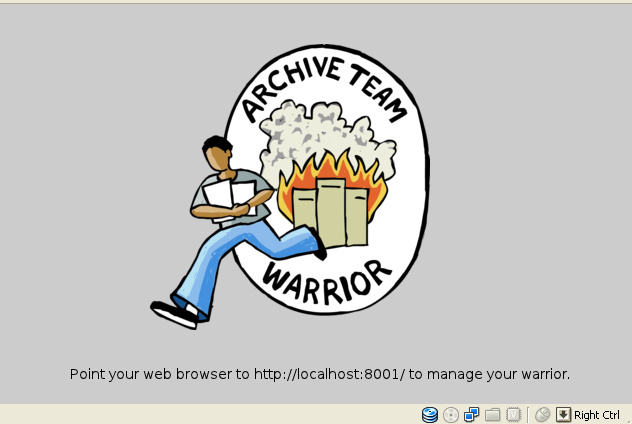 ARCHIVE TEAM
WARRIOR
Point your web browser to http://localhost:8001/ to manage your warrior.
Right Ctrl